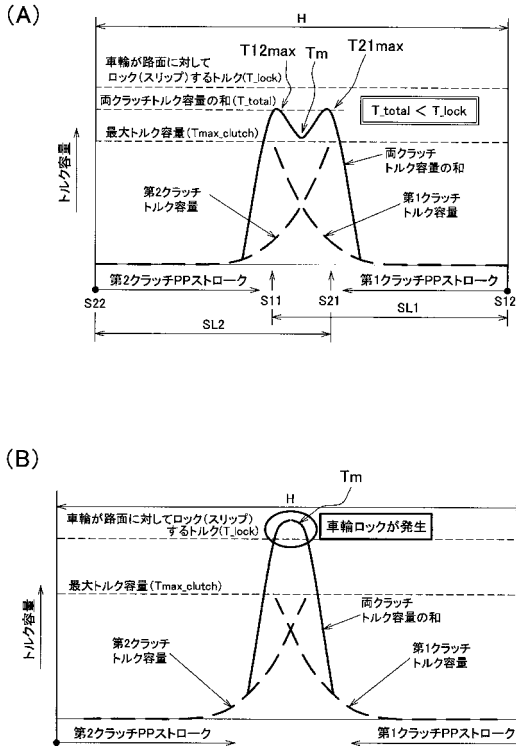 (A)
H
T12max
Tm
T21max
車輪が路面に対して
ロック(スリップ)するトルク(T_lock)
両クラッチトルク容量の和(T_total)
T_total < T_lock
最大トルク容量(Tmax_clutch)
トルク容量
両クラッチ
トルク容量の和
第2クラッチ
トルク容量
第1クラッチ
トルク容量
第2クラッチPPストローク
第1クラッチPPストローク
S22
S11
S21
S12
SL1
SL2
(B)
Tm
H
車輪が路面に対してロック(スリップ)
するトルク(T_lock)
車輪ロックが発生
最大トルク容量(Tmax_clutch)
トルク容量
両クラッチ
トルク容量の和
第2クラッチ
トルク容量
第1クラッチ
トルク容量
第2クラッチPPストローク
第1クラッチPPストローク